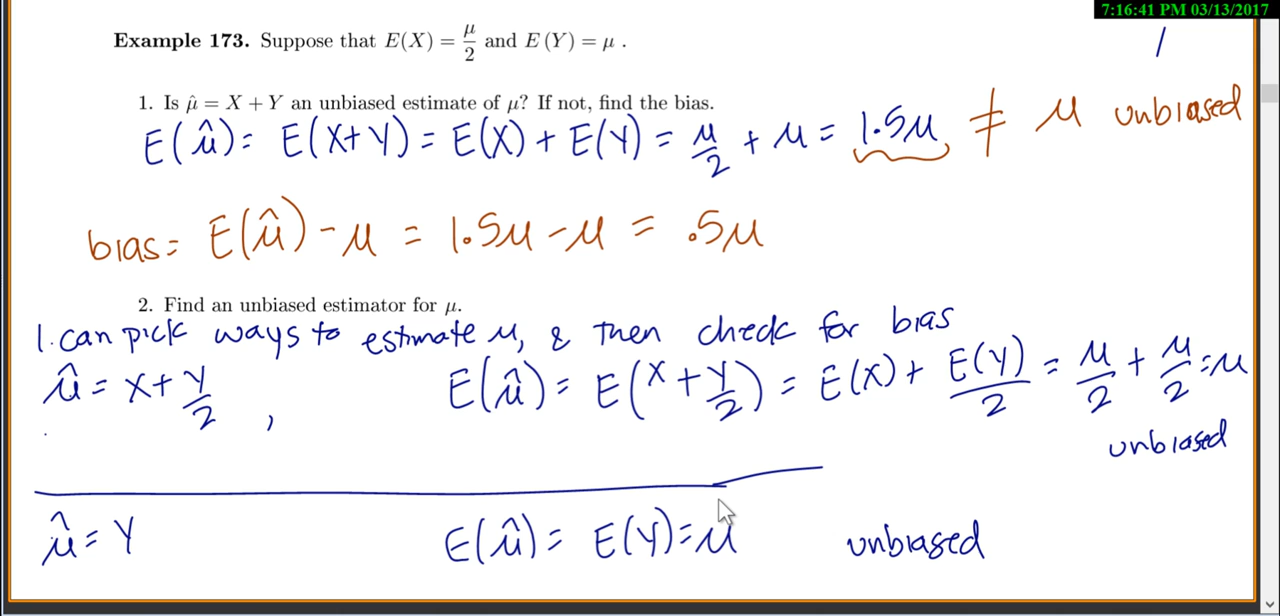 7:16:41 PM 03/13/2017
Example 173. Suppose that E(X) = μ/2 and E(Y) = μ.
1. Is μ̂ = X + Y an unbiased estimate of μ? If not, find the bias.
E(μ̂) = E(X+Y) = E(X) + E(Y) = μ/2 + μ = 1.5μ ≠ μ unbiased
bias = E(μ̂) - μ = 1.5μ - μ = .5μ
2. Find an unbiased estimator for μ.
1. can pick ways to estimate μ, & then check for bias
μ̂ = X + Y/2 , E(μ̂) = E(X + Y/2) = E(X) + E(Y)/2 = μ/2 + μ/2 = μ
unbiased
μ̂ = Y E(μ̂) = E(Y) = μ unbiased